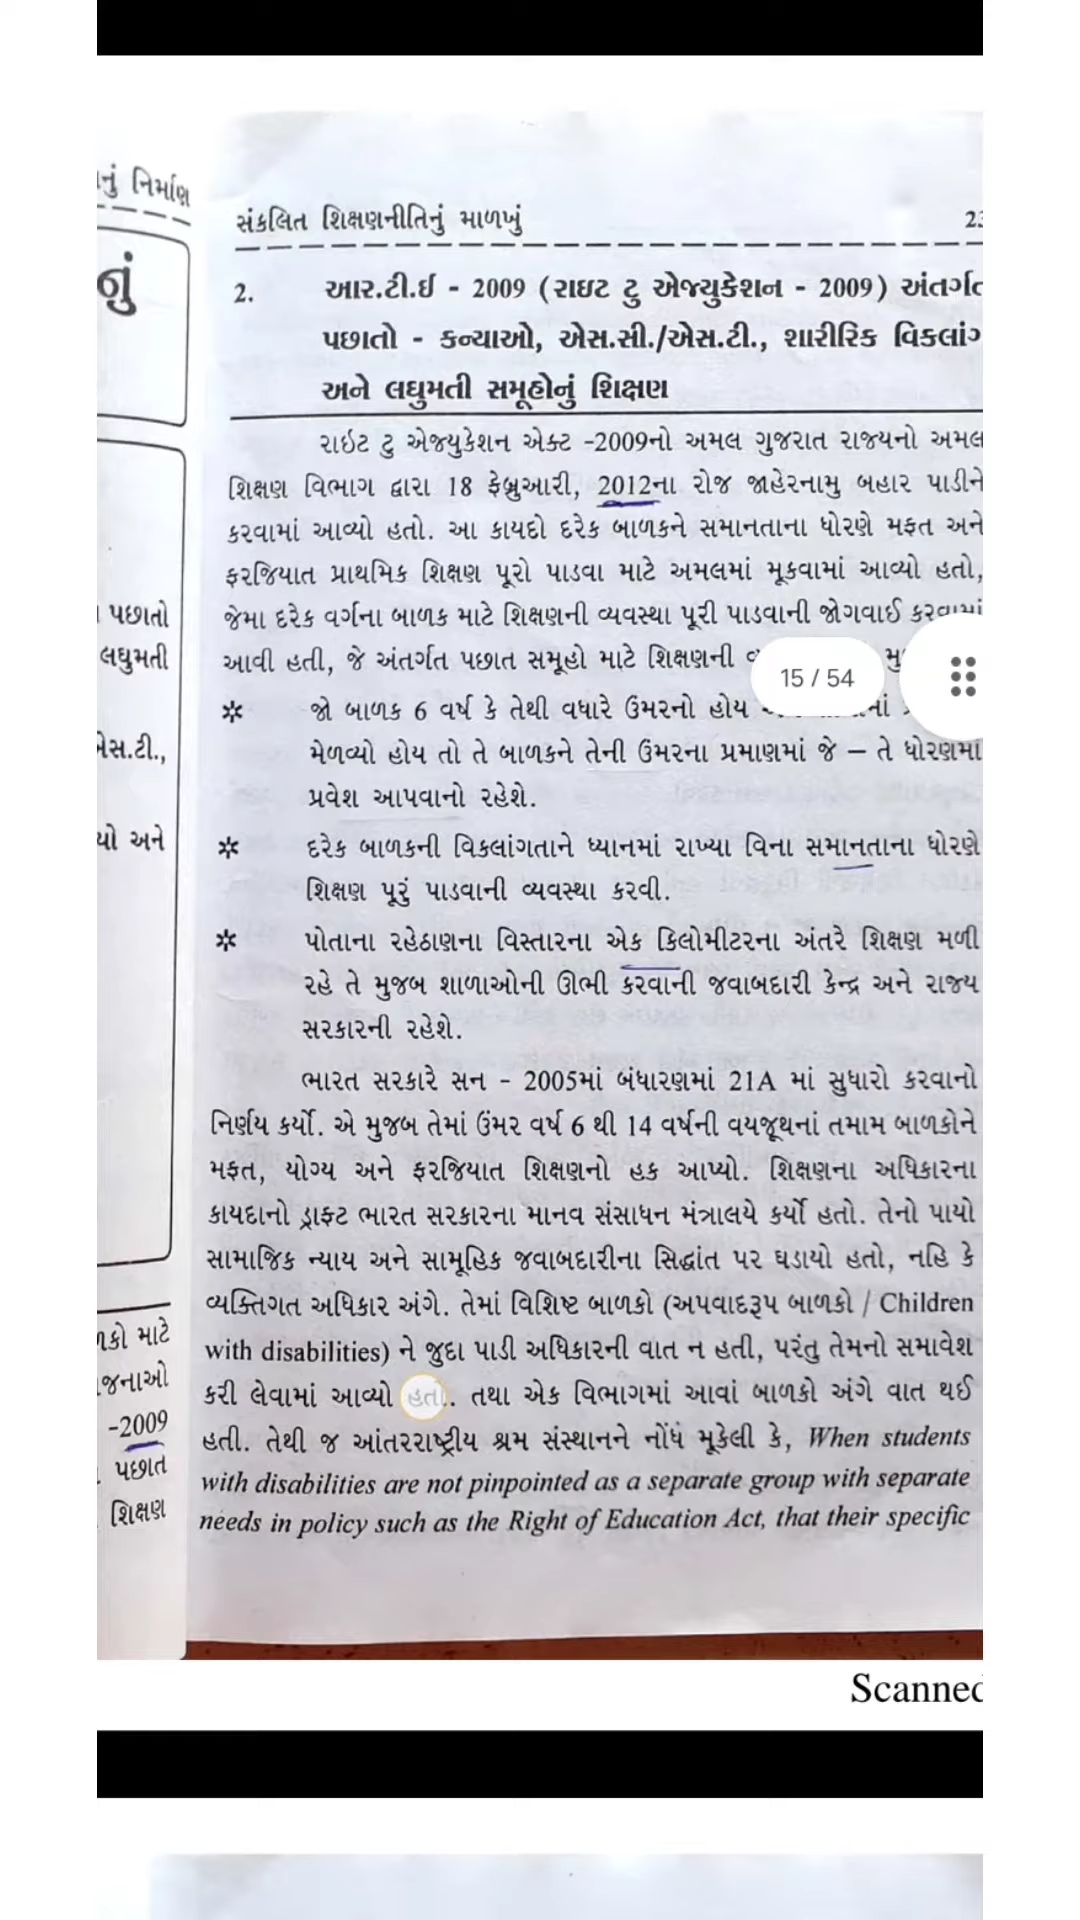 નું નિર્માણ
સંકલિત શિક્ષણનીતિનું માળખું
નું
2. આર.ટી.ઈ - 2009 (રાઇટ ટુ એજ્યુકેશન - 2009) અંતર્ગત
પછાતો - કન્યાઓ, એસ.સી./એસ.ટી., શારીરિક વિકલાંગ
અને લઘુમતી સમૂહોનું શિક્ષણ
રાઇટ ટુ એજ્યુકેશન એક્ટ -2009નો અમલ ગુજરાત રાજ્યનો અમલ
શિક્ષણ વિભાગ દ્વારા 18 ફેબ્રુઆરી, 2012ના રોજ જાહેરનામુ બહાર પાડીને
કરવામાં આવ્યો હતો. આ કાયદો દરેક બાળકને સમાનતાના ધોરણે મફત અને
ફરજિયાત પ્રાથમિક શિક્ષણ પૂરો પાડવા માટે અમલમાં મૂકવામાં આવ્યો હતો,
જેમા દરેક વર્ગના બાળક માટે શિક્ષણની વ્યવસ્થા પૂરી પાડવાની જોગવાઈ કરવામાં
આવી હતી, જે અંતર્ગત પછાત સમૂહો માટે શિક્ષણની
15 / 54
* જો બાળક 6 વર્ષ કે તેથી વધારે ઉંમરનો હોય
મેળવ્યો હોય તો તે બાળકને તેની ઉંમરના પ્રમાણમાં જે – તે ધોરણમાં
પ્રવેશ આપવાનો રહેશે.
* દરેક બાળકની વિકલાંગતાને ધ્યાનમાં રાખ્યા વિના સમાનતાના ધોરણે
શિક્ષણ પૂરું પાડવાની વ્યવસ્થા કરવી.
* પોતાના રહેઠાણના વિસ્તારના એક કિલોમીટરના અંતરે શિક્ષણ મળી
રહે તે મુજબ શાળાઓની ઊભી કરવાની જવાબદારી કેન્દ્ર અને રાજ્ય
સરકારની રહેશે.
ભારત સરકારે સન - 2005માં બંધારણમાં 21A માં સુધારો કરવાનો
નિર્ણય કર્યો. એ મુજબ તેમાં ઉંમર વર્ષ 6 થી 14 વર્ષની વયજૂથનાં તમામ બાળકોને
મફત, યોગ્ય અને ફરજિયાત શિક્ષણનો હક આપ્યો. શિક્ષણના અધિકારના
કાયદાનો ડ્રાફ્ટ ભારત સરકારના માનવ સંસાધન મંત્રાલયે કર્યો હતો. તેનો પાયો
સામાજિક ન્યાય અને સામૂહિક જવાબદારીના સિદ્ધાંત પર ઘડાયો હતો, નહિ કે
વ્યક્તિગત અધિકાર અંગે. તેમાં વિશિષ્ટ બાળકો (અપવાદરૂપ બાળકો / Children
with disabilities) ને જુદા પાડી અધિકારની વાત ન હતી, પરંતુ તેમનો સમાવેશ
કરી લેવામાં આવ્યો હતો. તથા એક વિભાગમાં આવાં બાળકો અંગે વાત થઈ
હતી. તેથી જ આંતરરાષ્ટ્રીય શ્રમ સંસ્થાનને નોંધ મૂકેલી કે, When students
with disabilities are not pinpointed as a separate group with separate
needs in policy such as the Right of Education Act, that their specific
પછાતો
લઘુમતી
એસ.ટી.,
યો અને
માટે
-2009
પછાત
શિક્ષણ
Scanned